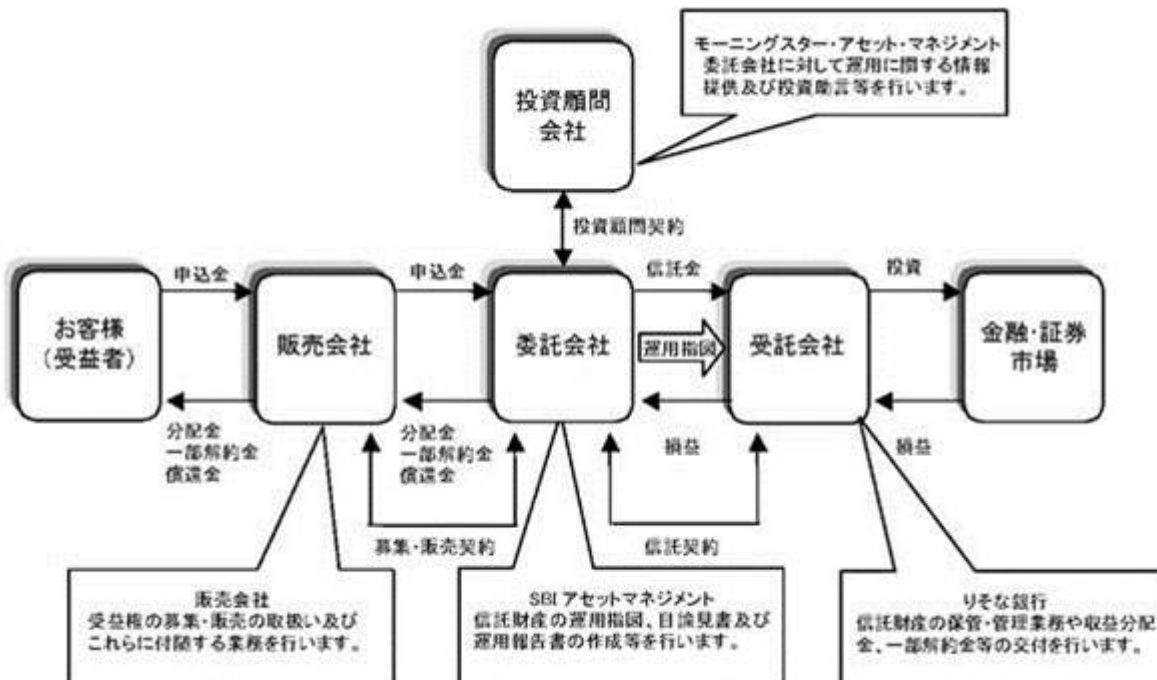 モーニングスター・アセット・マネジメント
委託会社に対して運用に関する情報
提供及び投資助言等を行います。
投資顧問
会社
投資顧問契約
申込金
申込金
信託金
投資
お客様
(受益者)
販売会社
委託会社
運用指図
受託会社
金融・証券
市場
分配金
一部解約金
償還金
分配金
一部解約金
償還金
損益
損益
募集・販売契約
信託契約
販売会社
受益権の募集・販売の取扱い及び
これらに付随する業務を行います。
SBIアセットマネジメント
信託財産の運用指図、目論見書及び
運用報告書の作成等を行います。
りそな銀行
信託財産の保管・管理業務や収益分配
金、一部解約金等の交付を行います。